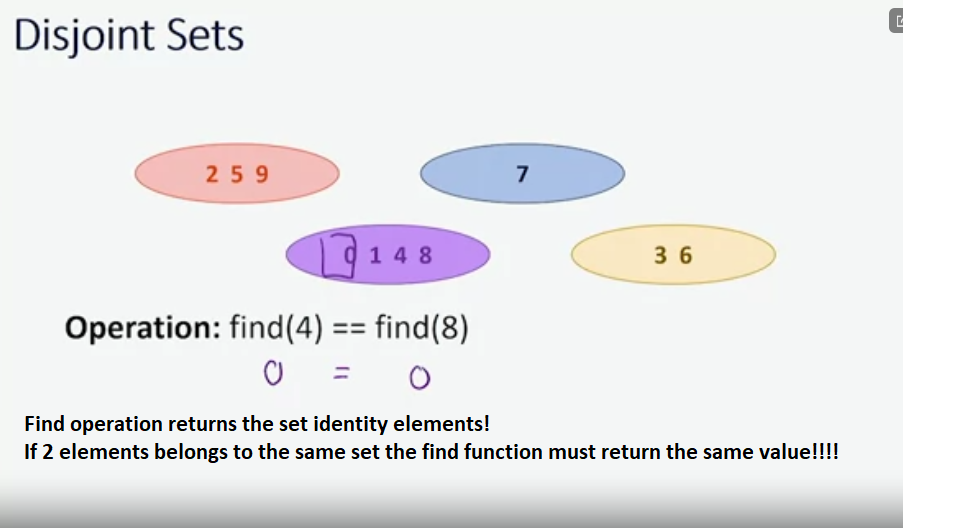 Disjoint Sets
2 5 9
7
0 1 4 8
3 6
Operation: find(4) == find(8)
0 = 0
Find operation returns the set identity elements!
If 2 elements belongs to the same set the find function must return the same value!!!!